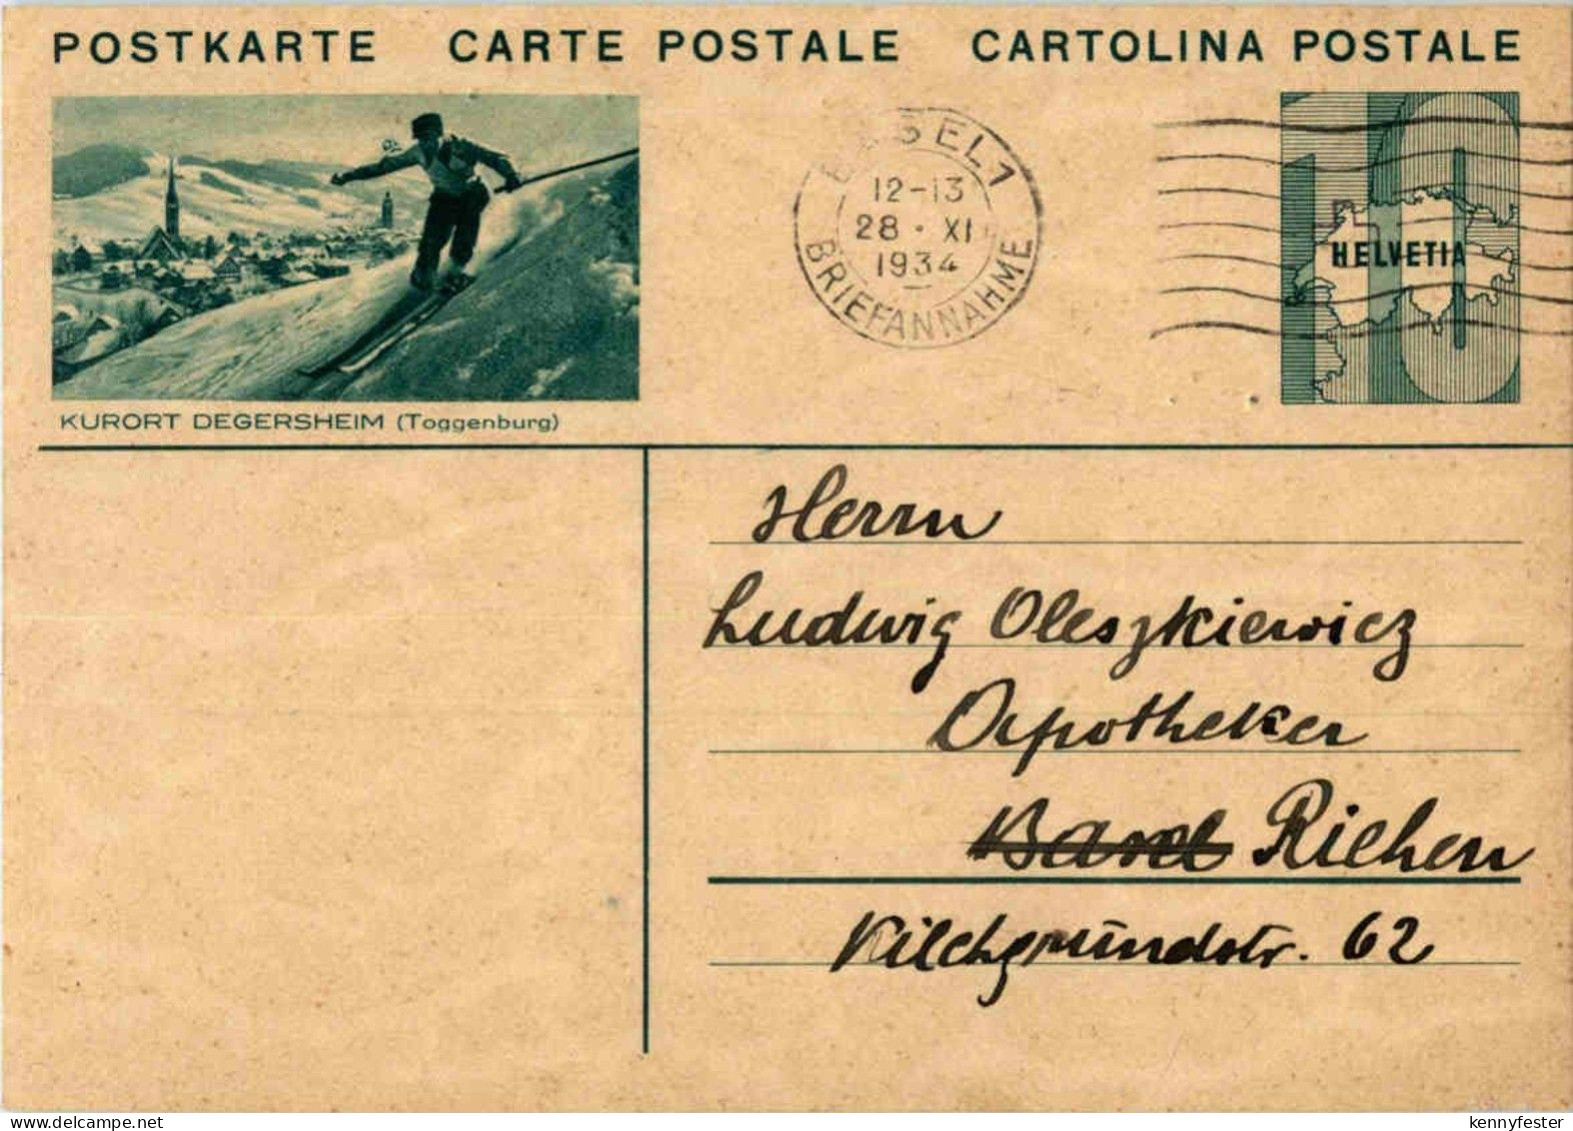 POSTKARTE CARTE POSTALE CARTOLINA POSTALE
BASEL 1
12-13
28 · XI
1934
BRIEFANNAHME
10
HELVETIA
KURORT DEGERSHEIM (Toggenburg)
Herrn
Ludwig Oleszkiewicz
Apotheker
Basel Riehen
Kilchgrundstr. 62
kennyfester